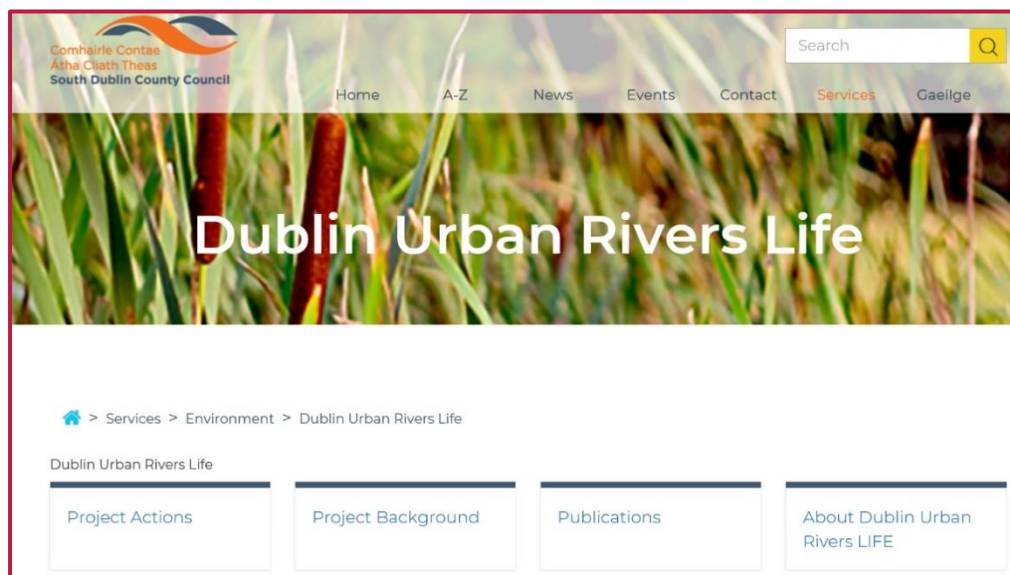 Comhairle Contae
Átha Cliath Theas
South Dublin County Council
Search
Home A-Z News Events Contact Services Gaeilge
Dublin Urban Rivers Life
> Services > Environment > Dublin Urban Rivers Life
Dublin Urban Rivers Life
Project Actions
Project Background
Publications
About Dublin Urban
Rivers LIFE